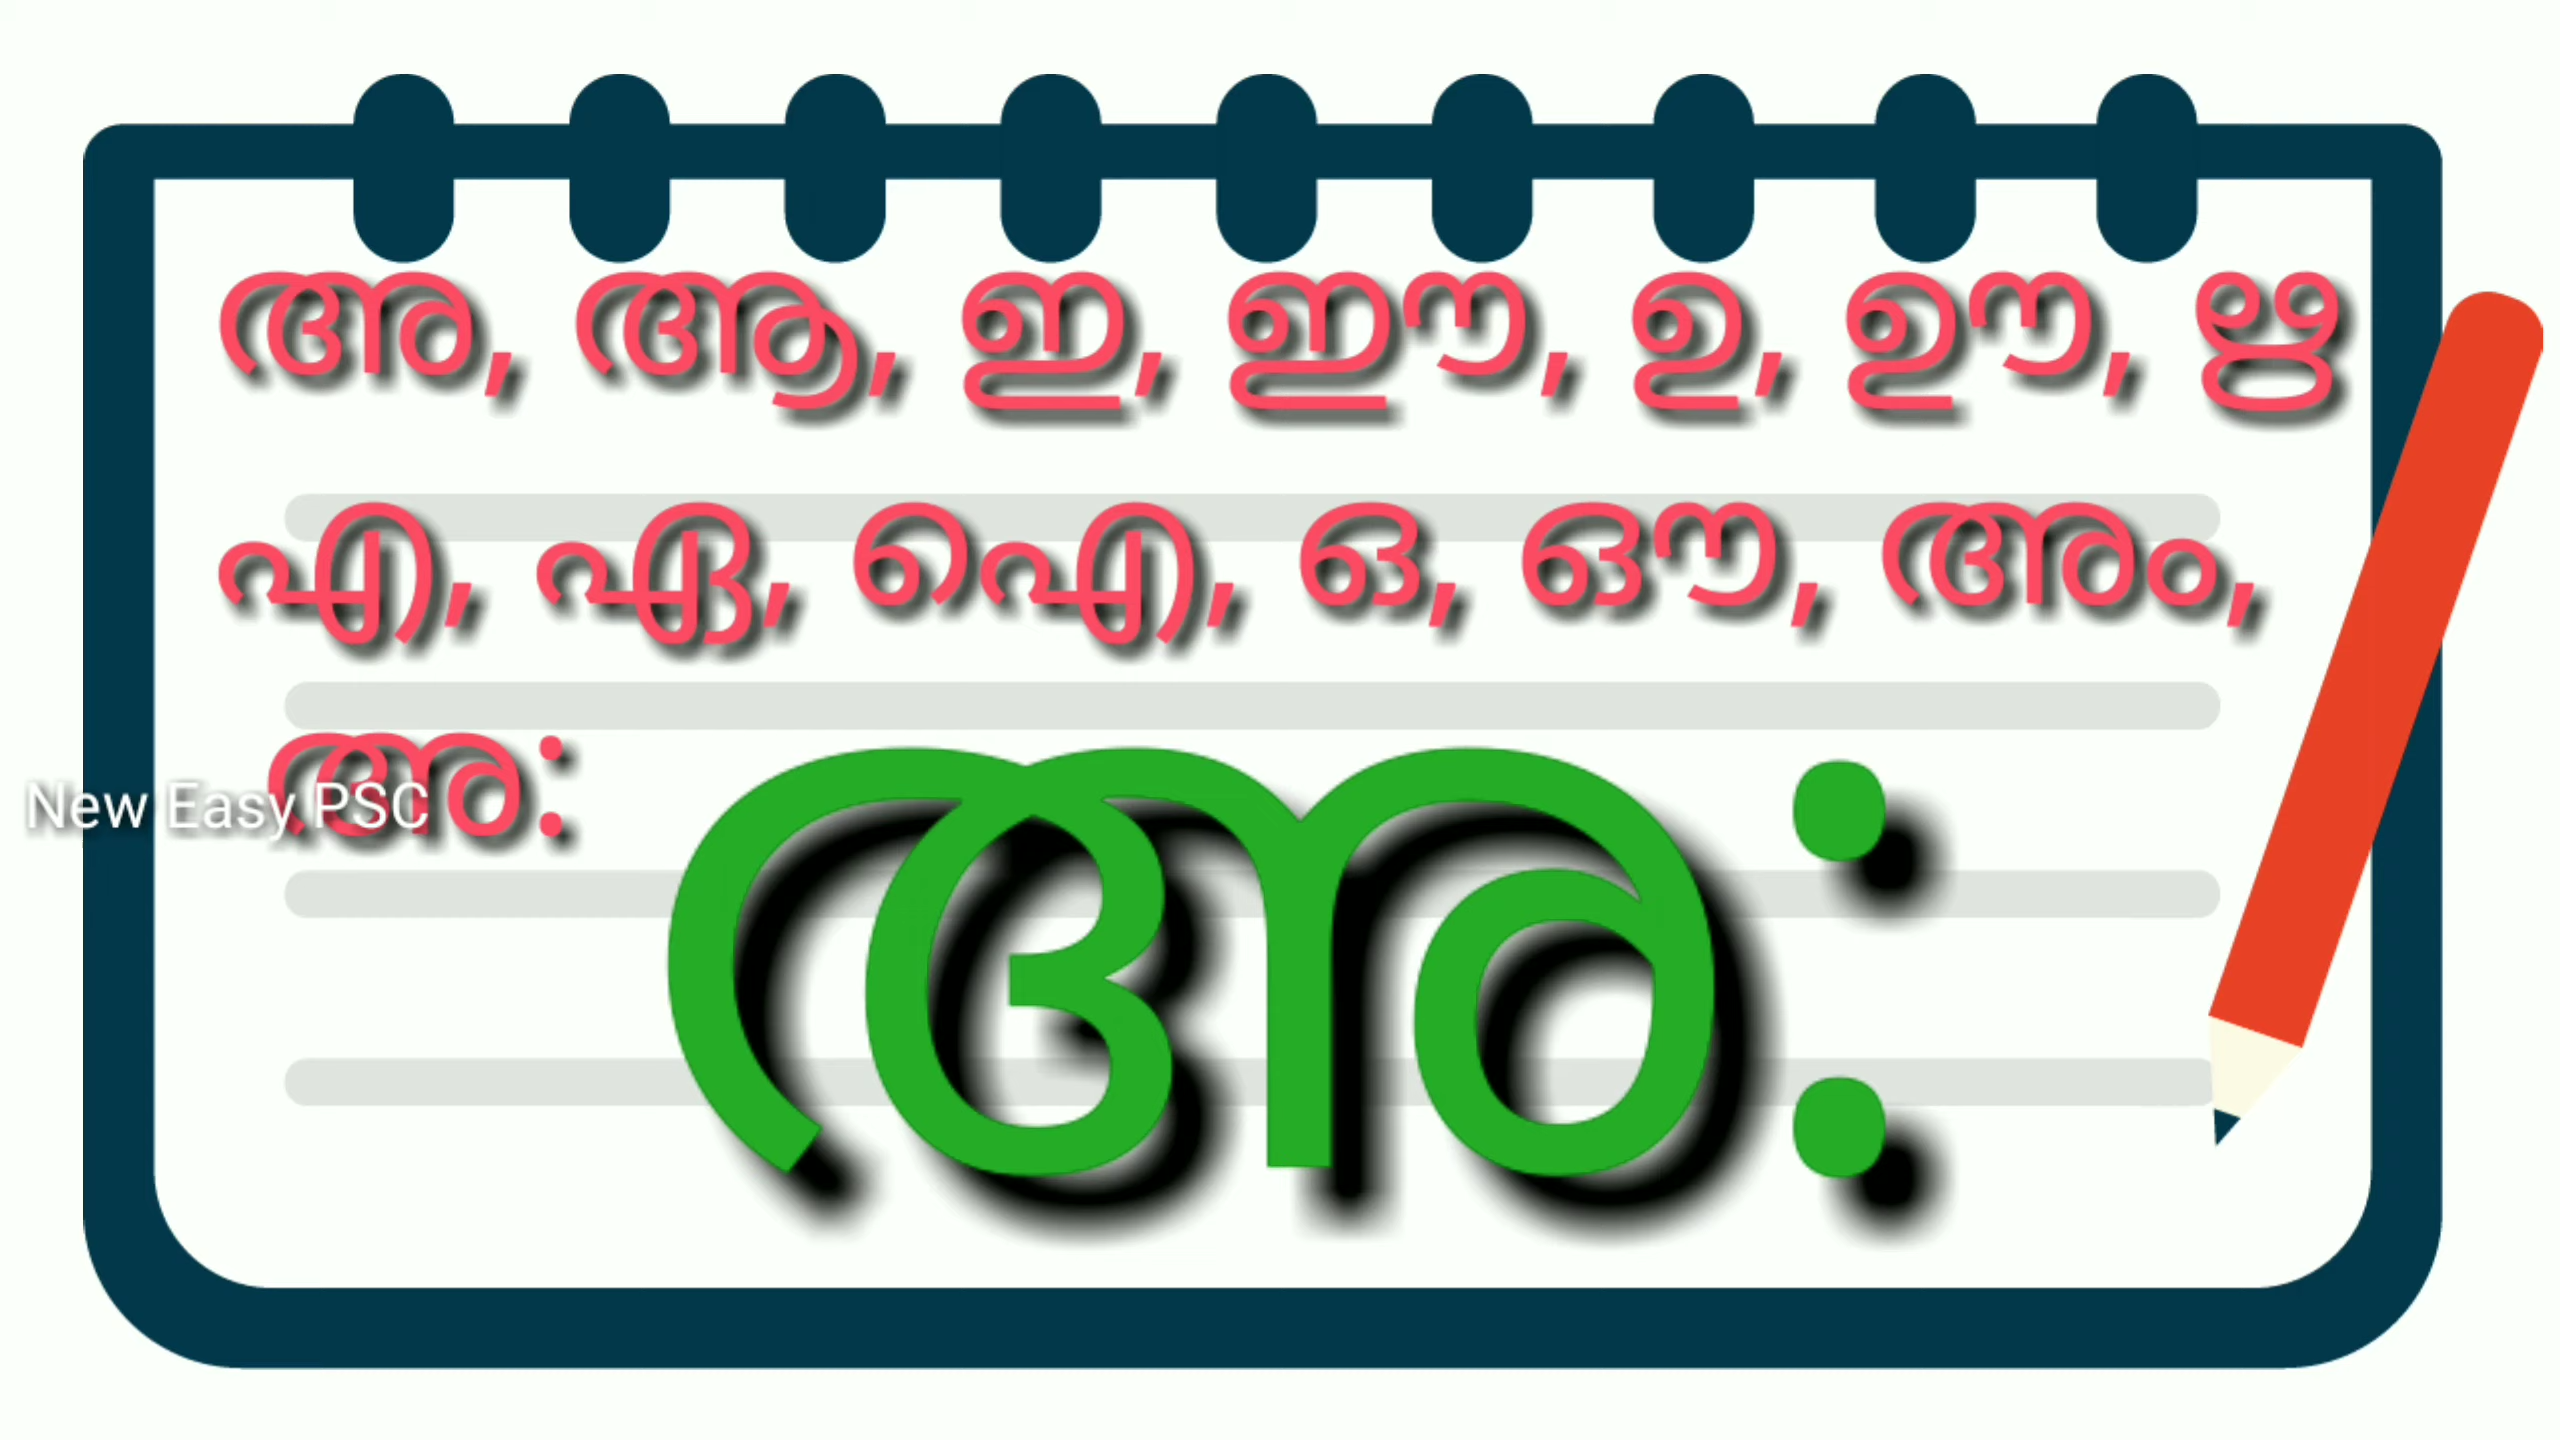 അ, ആ, ഇ, ഈ, ഉ, ഊ, ഋ
എ, ഏ, ഐ, ഒ, ഔ, അം,
അ:
New Easy PSC
അ: